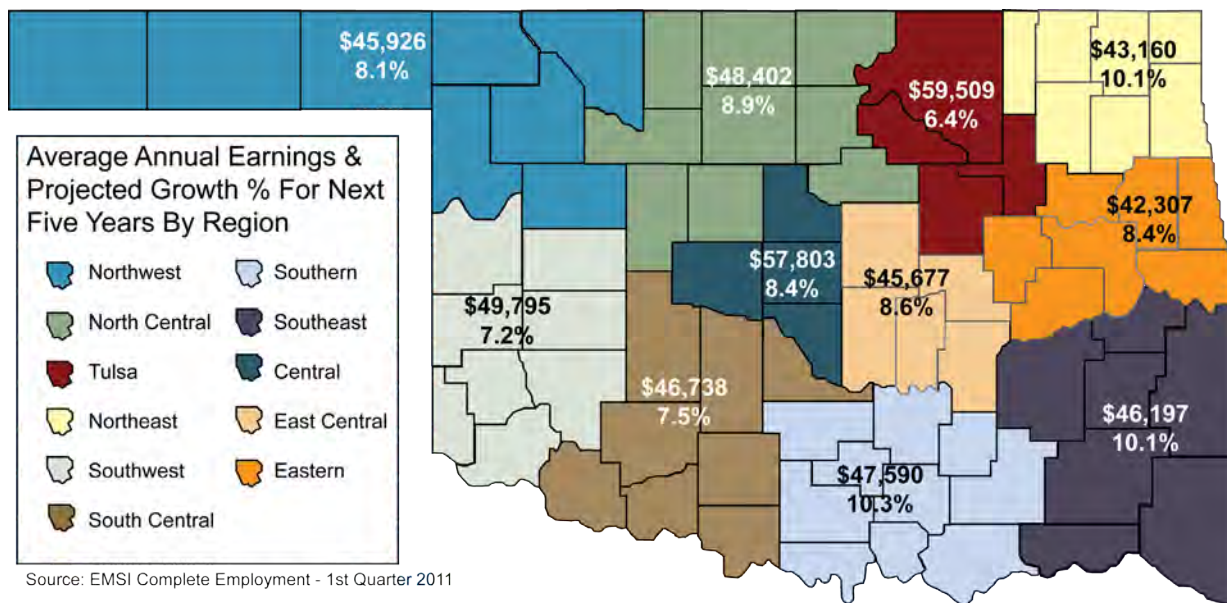 $45,926
8.1%
$48,402
8.9%
$59,509
6.4%
$43,160
10.1%
Average Annual Earnings &
Projected Growth % For Next
Five Years By Region
Northwest
North Central
Tulsa
Northeast
Southwest
South Central
Southern
Southeast
Central
East Central
Eastern
$42,307
8.4%
$57,803
8.4%
$45,677
8.6%
$49,795
7.2%
$46,738
7.5%
$46,197
10.1%
$47,590
10.3%
Source: EMSI Complete Employment - 1st Quarter 2011